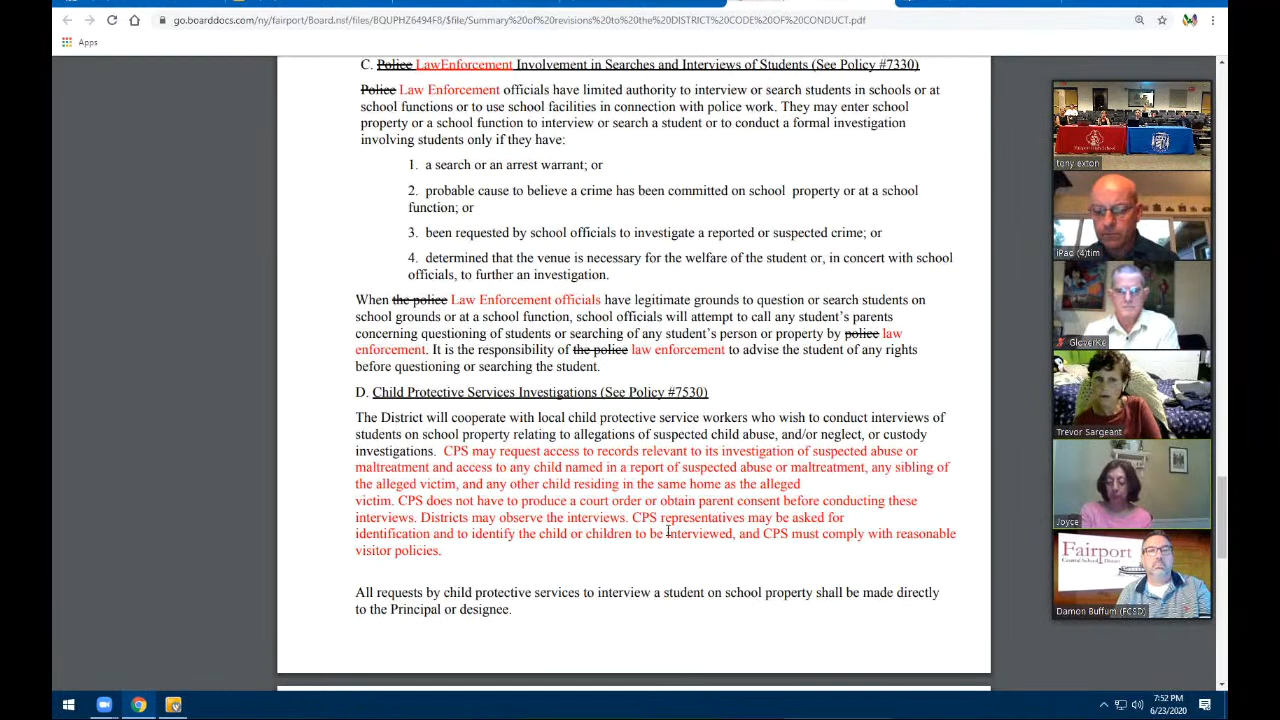 go.boarddocs.com/ny/fairport/Board.nsf/files/BQUPHZ6494F8/$file/Summary%20of%20revisions%20to%20the%20DISTRICT%20CODE%20OF%20CONDUCT.pdf
Apps
C. Police LawEnforcement Involvement in Searches and Interviews of Students (See Policy #7330)
Police Law Enforcement officials have limited authority to interview or search students in schools or at
school functions or to use school facilities in connection with police work. They may enter school
property or a school function to interview or search a student or to conduct a formal investigation
involving students only if they have:
1. a search or an arrest warrant; or
2. probable cause to believe a crime has been committed on school property or at a school
function; or
3. been requested by school officials to investigate a reported or suspected crime; or
4. determined that the venue is necessary for the welfare of the student or, in concert with school
officials, to further an investigation.
When the police Law Enforcement officials have legitimate grounds to question or search students on
school grounds or at a school function, school officials will attempt to call any student's parents
concerning questioning of students or searching of any student's person or property by police law
enforcement. It is the responsibility of the police law enforcement to advise the student of any rights
before questioning or searching the student.
D. Child Protective Services Investigations (See Policy #7530)
The District will cooperate with local child protective service workers who wish to conduct interviews of
students on school property relating to allegations of suspected child abuse, and/or neglect, or custody
investigations. CPS may request access to records relevant to its investigation of suspected abuse or
maltreatment and access to any child named in a report of suspected abuse or maltreatment, any sibling of
the alleged victim, and any other child residing in the same home as the alleged
victim. CPS does not have to produce a court order or obtain parent consent before conducting these
interviews. Districts may observe the interviews. CPS representatives may be asked for
identification and to identify the child or children to be interviewed, and CPS must comply with reasonable
visitor policies.
All requests by child protective services to interview a student on school property shall be made directly
to the Principal or designee.
Fairport High School
tony exton
iPad (4)tim
GloverKe
Trevor Sargeant
Joyce
Fairport
Central School District
Damon Buffum (FCSD)
7:52 PM
6/23/2020